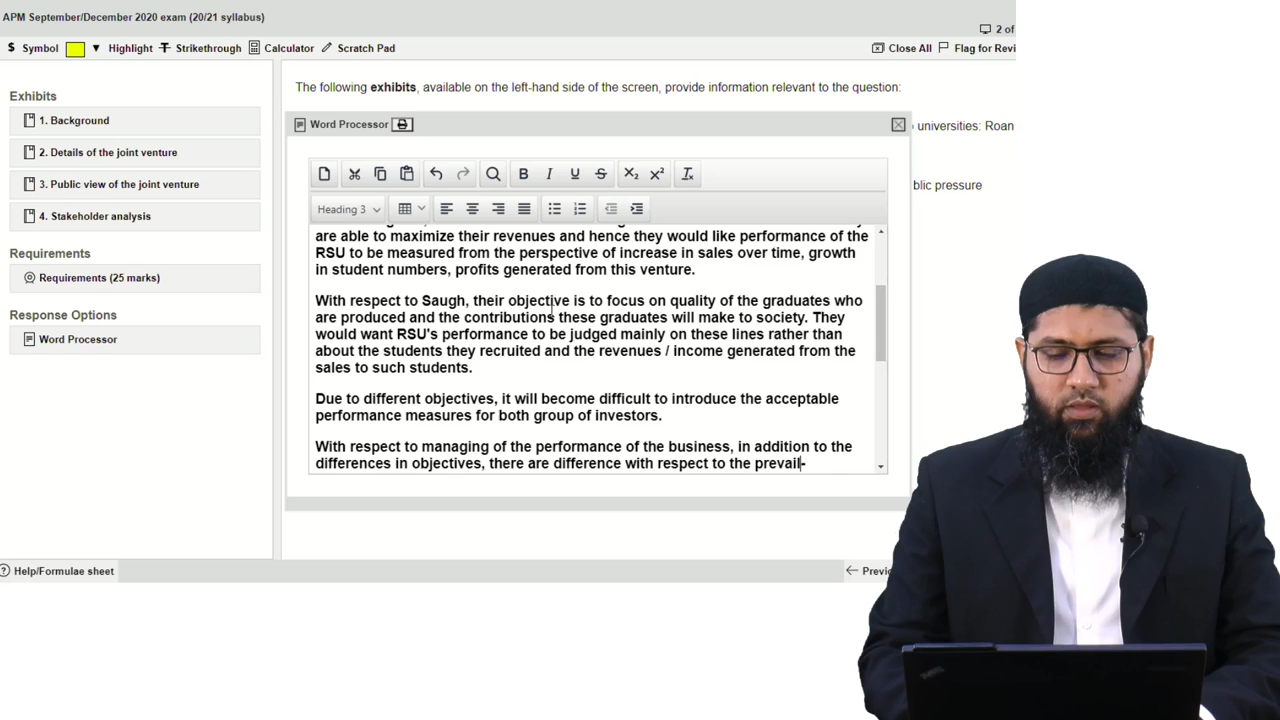 APM September/December 2020 exam (20/21 syllabus)
2 of
$ Symbol Highlight Strikethrough Calculator Scratch Pad
Close All Flag for Revi
Exhibits
1. Background
2. Details of the joint venture
3. Public view of the joint venture
4. Stakeholder analysis
Requirements
Requirements (25 marks)
Response Options
Word Processor
The following exhibits, available on the left-hand side of the screen, provide information relevant to the question:
universities: Roan
blic pressure
Word Processor
B I U S X₂ X² Tx
Heading 3
are able to maximize their revenues and hence they would like performance of the
RSU to be measured from the perspective of increase in sales over time, growth
in student numbers, profits generated from this venture.
With respect to Saugh, their objective is to focus on quality of the graduates who
are produced and the contributions these graduates will make to society. They
would want RSU's performance to be judged mainly on these lines rather than
about the students they recruited and the revenues / income generated from the
sales to such students.
Due to different objectives, it will become difficult to introduce the acceptable
performance measures for both group of investors.
With respect to managing of the performance of the business, in addition to the
differences in objectives, there are difference with respect to the prevail-
Help/Formulae sheet
Previo